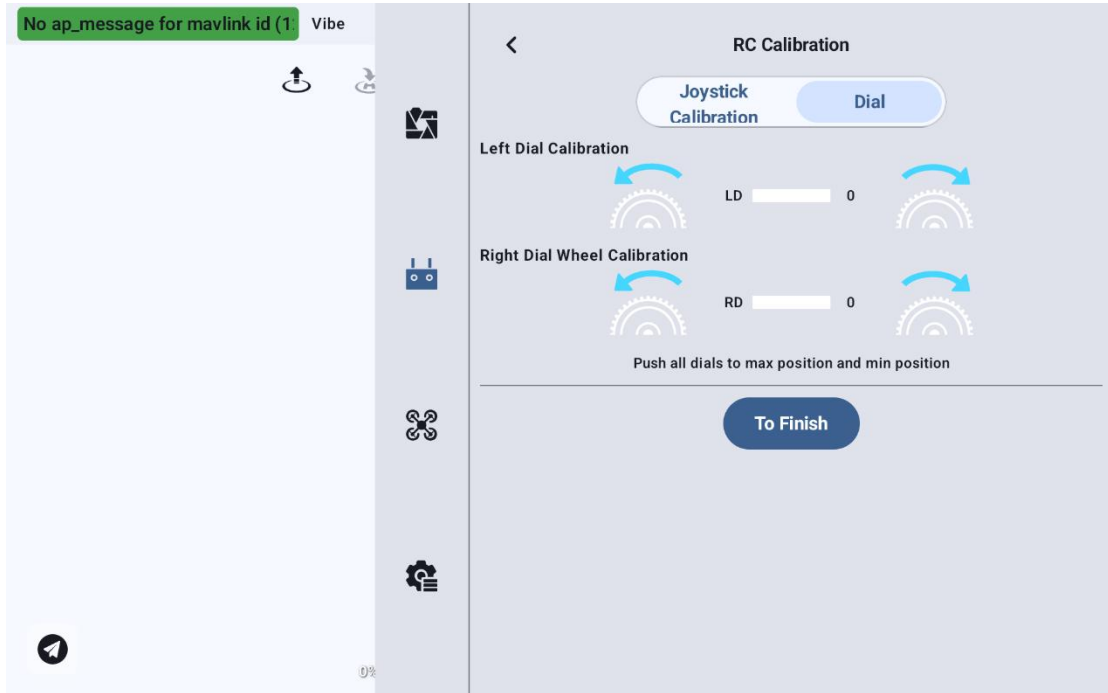 No ap_message for mavlink id (1
Vibe
RC Calibration
Joystick
Calibration
Dial
Left Dial Calibration
LD 0
Right Dial Wheel Calibration
RD 0
Push all dials to max position and min position
To Finish
0%